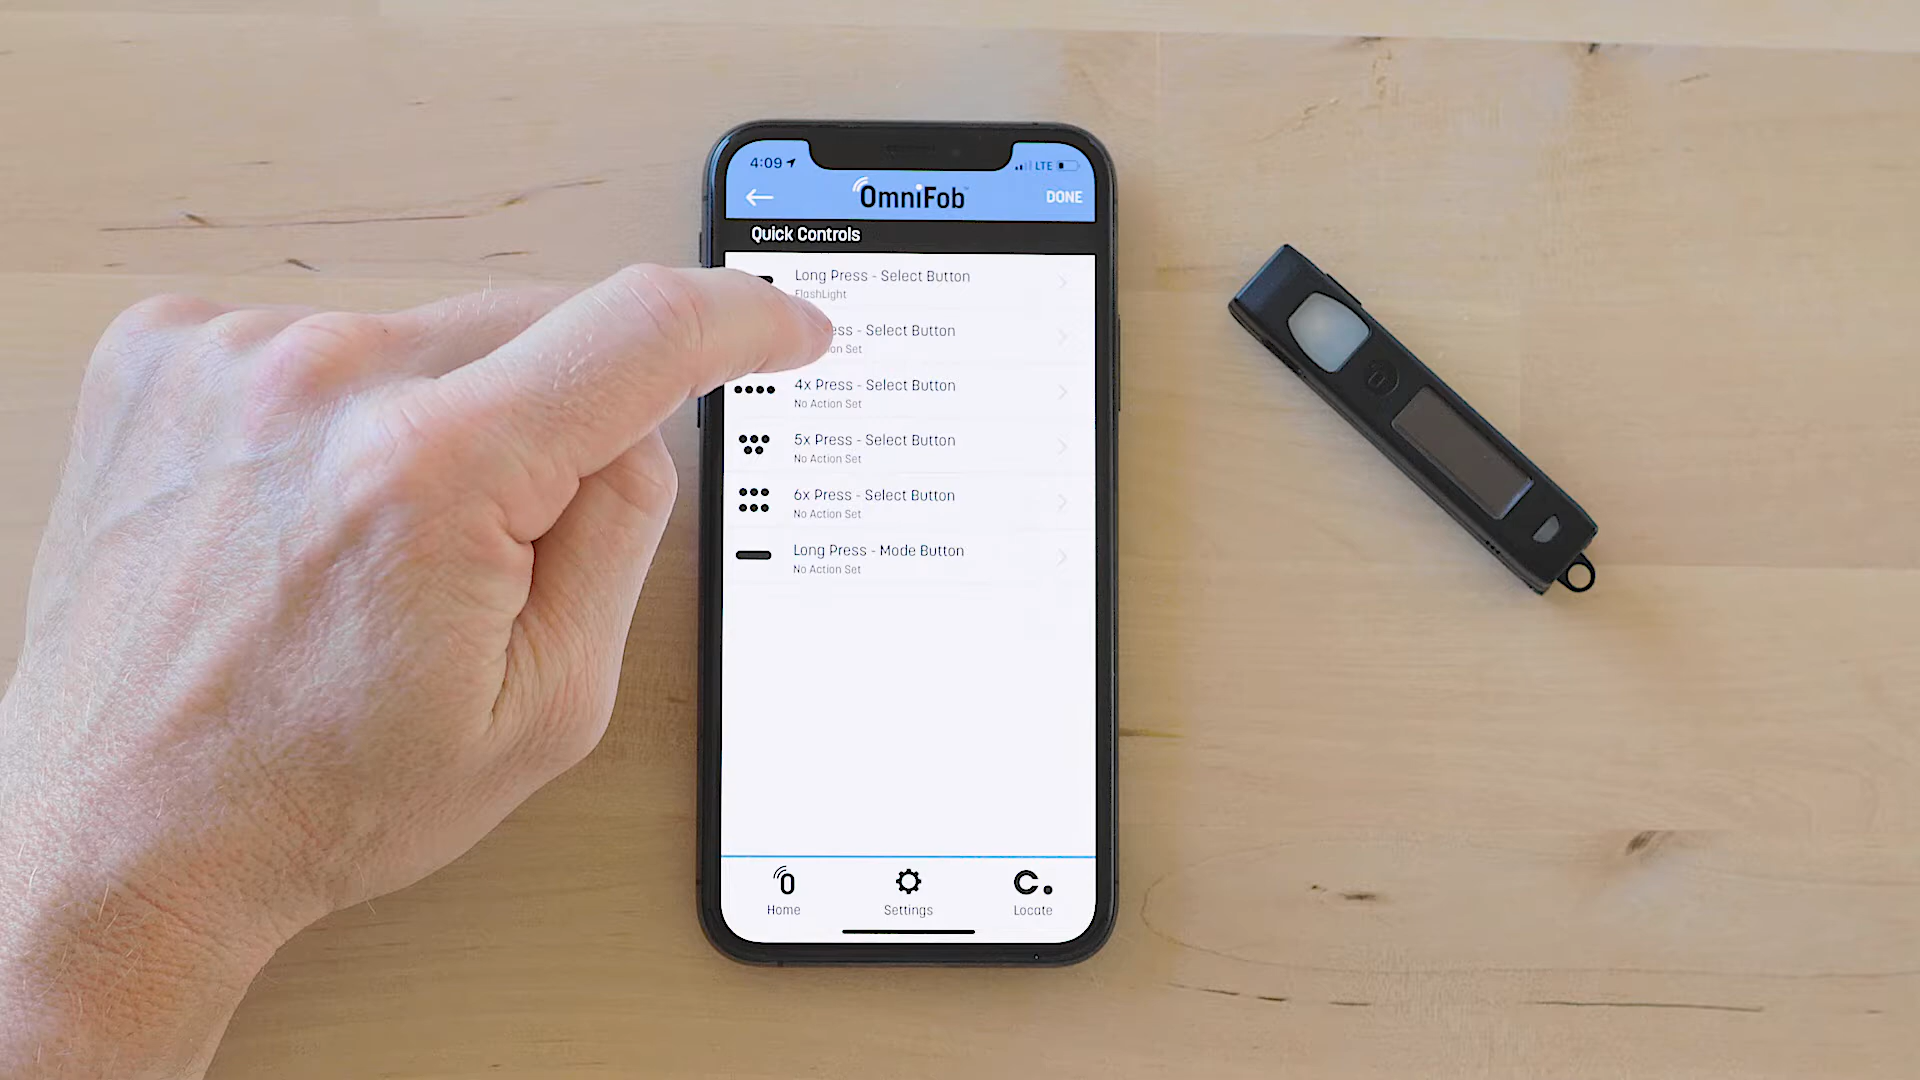 4:09
LTE
OmniFob
DONE
Quick Controls
Long Press - Select Button
FlashLight
- Select Button
Set
4x Press - Select Button
No Action Set
5x Press - Select Button
No Action Set
6x Press - Select Button
No Action Set
Long Press - Mode Button
No Action Set
Home
Settings
Locate